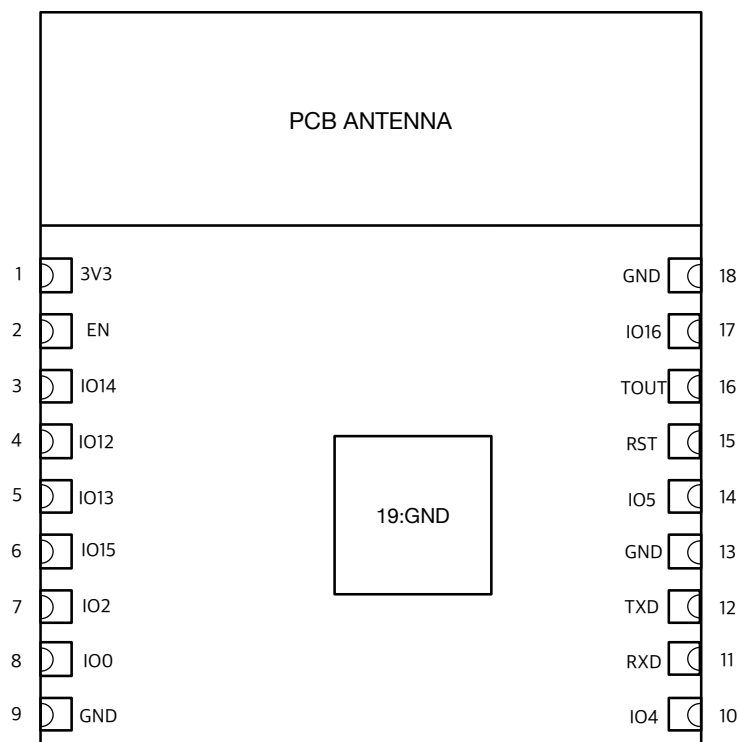 PCB ANTENNA
1 3V3 GND 18
2 EN IO16 17
3 IO14 TOUT 16
4 IO12 RST 15
5 IO13 19:GND IO5 14
6 IO15 GND 13
7 IO2 TXD 12
8 IO0 RXD 11
9 GND IO4 10